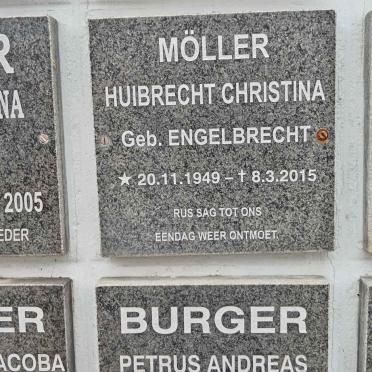 MÖLLER
HUIBRECHT CHRISTINA
Geb. ENGELBRECHT
★ 20.11.1949 – † 8.3.2015
RUS SAG TOT ONS
EENDAG WEER ONTMOET.
2005
BURGER
PETRUS ANDREAS